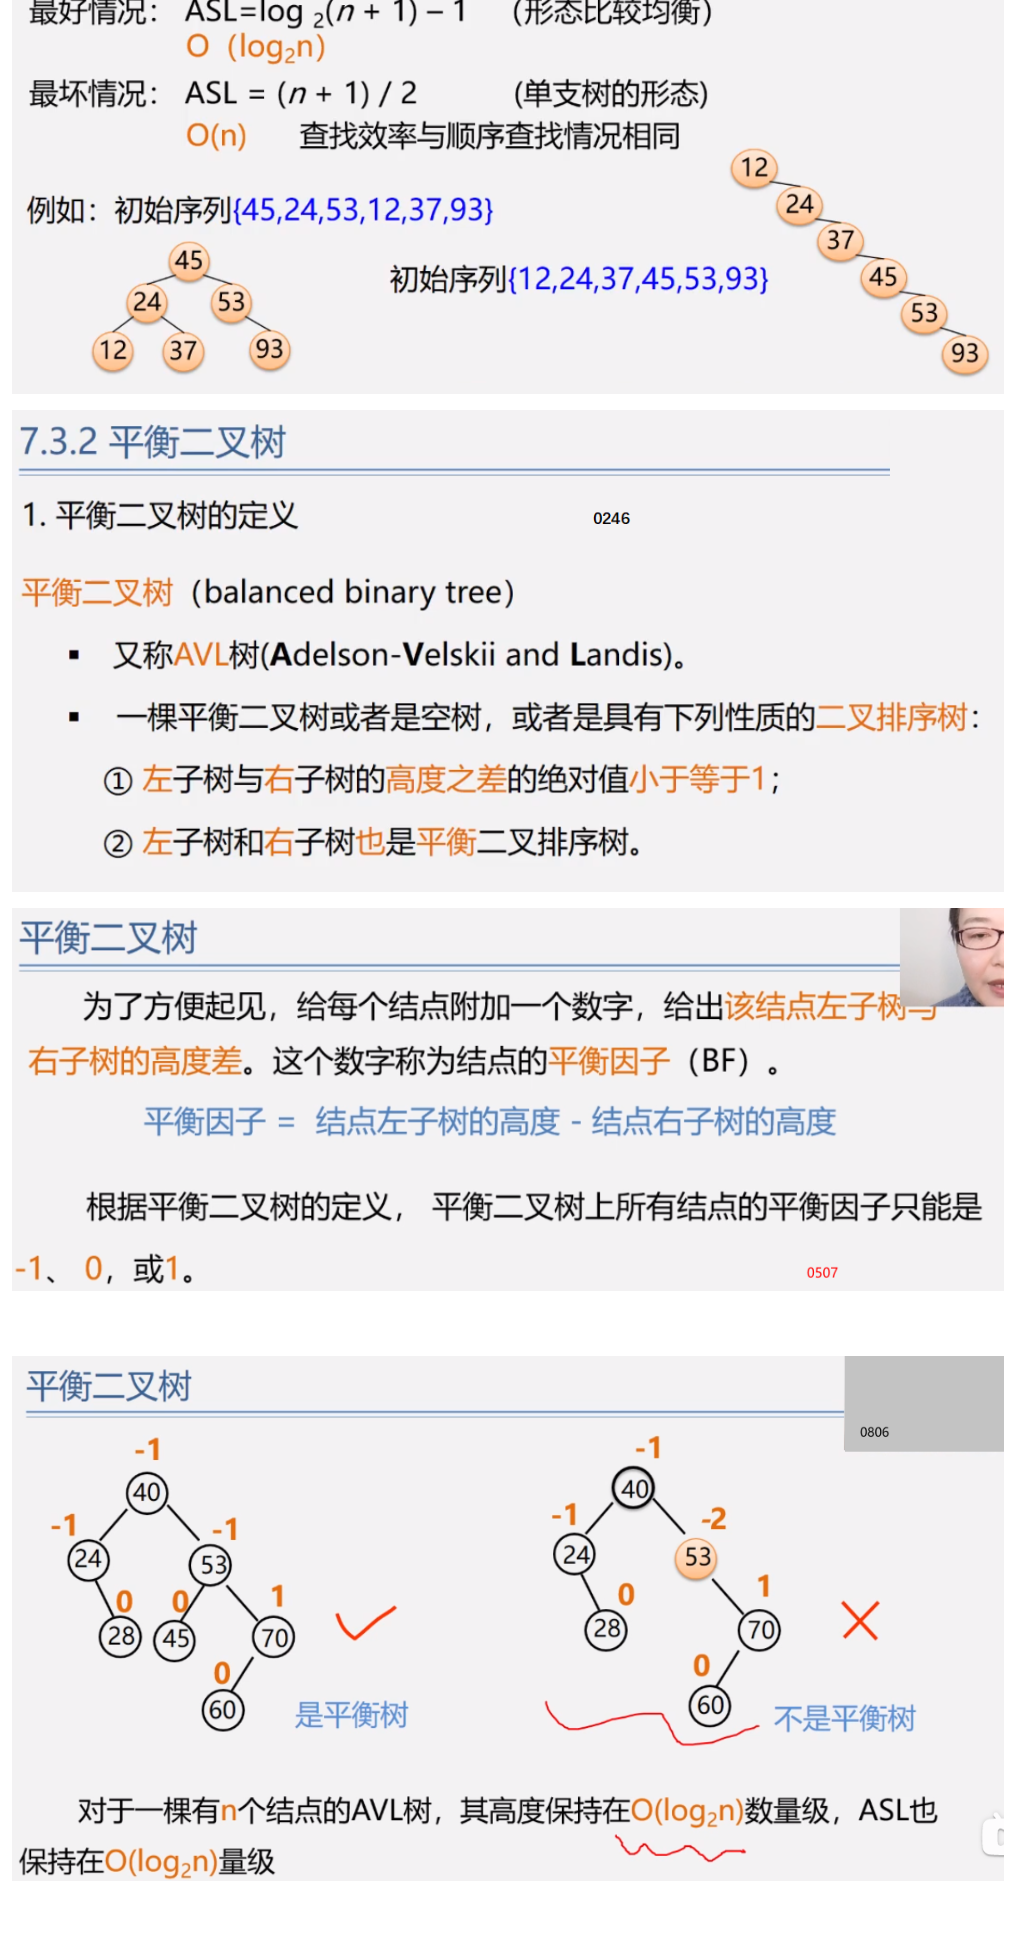 最好情况： ASL=log ₂(n + 1) – 1 （形态比较均衡）
O（log₂n）
最坏情况： ASL = (n + 1) / 2 (单支树的形态)
O(n) 查找效率与顺序查找情况相同
例如：初始序列{45,24,53,12,37,93}
45
24 53
12 37 93
初始序列{12,24,37,45,53,93}
12
24
37
45
53
93
7.3.2 平衡二叉树
1. 平衡二叉树的定义
0246
平衡二叉树（balanced binary tree）
▪ 又称AVL树(Adelson-Velskii and Landis)。
▪ 一棵平衡二叉树或者是空树，或者是具有下列性质的二叉排序树：
① 左子树与右子树的高度之差的绝对值小于等于1；
② 左子树和右子树也是平衡二叉排序树。
平衡二叉树
为了方便起见，给每个结点附加一个数字，给出该结点左子树与
右子树的高度差。这个数字称为结点的平衡因子（BF）。
平衡因子 = 结点左子树的高度 - 结点右子树的高度
根据平衡二叉树的定义， 平衡二叉树上所有结点的平衡因子只能是
-1、 0，或1。
0507
平衡二叉树
0806
-1
40
-1 -1
24 53
0 0 1
28 45 70
0
60
是平衡树
-1
40
-1 -2
24 53
0 1
28 70
0
60
不是平衡树
对于一棵有n个结点的AVL树，其高度保持在O(log₂n)数量级，ASL也
保持在O(log₂n)量级